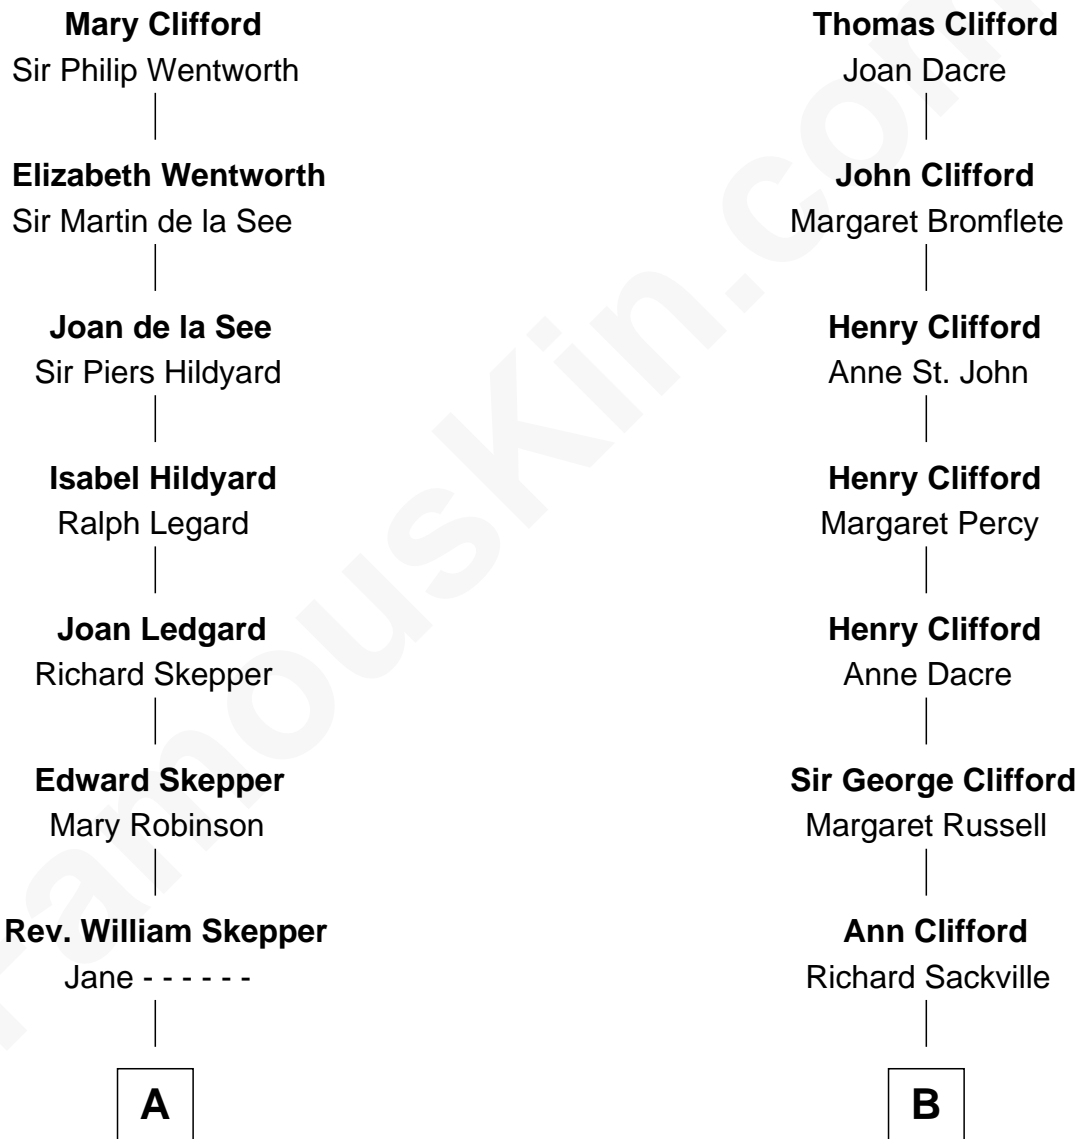 Mary Clifford
Sir Philip Wentworth
Elizabeth Wentworth
Sir Martin de la See
Joan de la See
Sir Piers Hildyard
Isabel Hildyard
Ralph Legard
Joan Ledgard
Richard Skepper
Edward Skepper
Mary Robinson
Rev. William Skepper
Jane - - - - - -
A
Thomas Clifford
Joan Dacre
John Clifford
Margaret Bromflete
Henry Clifford
Anne St. John
Henry Clifford
Margaret Percy
Henry Clifford
Anne Dacre
Sir George Clifford
Margaret Russell
Ann Clifford
Richard Sackville
B
FamousKin.com